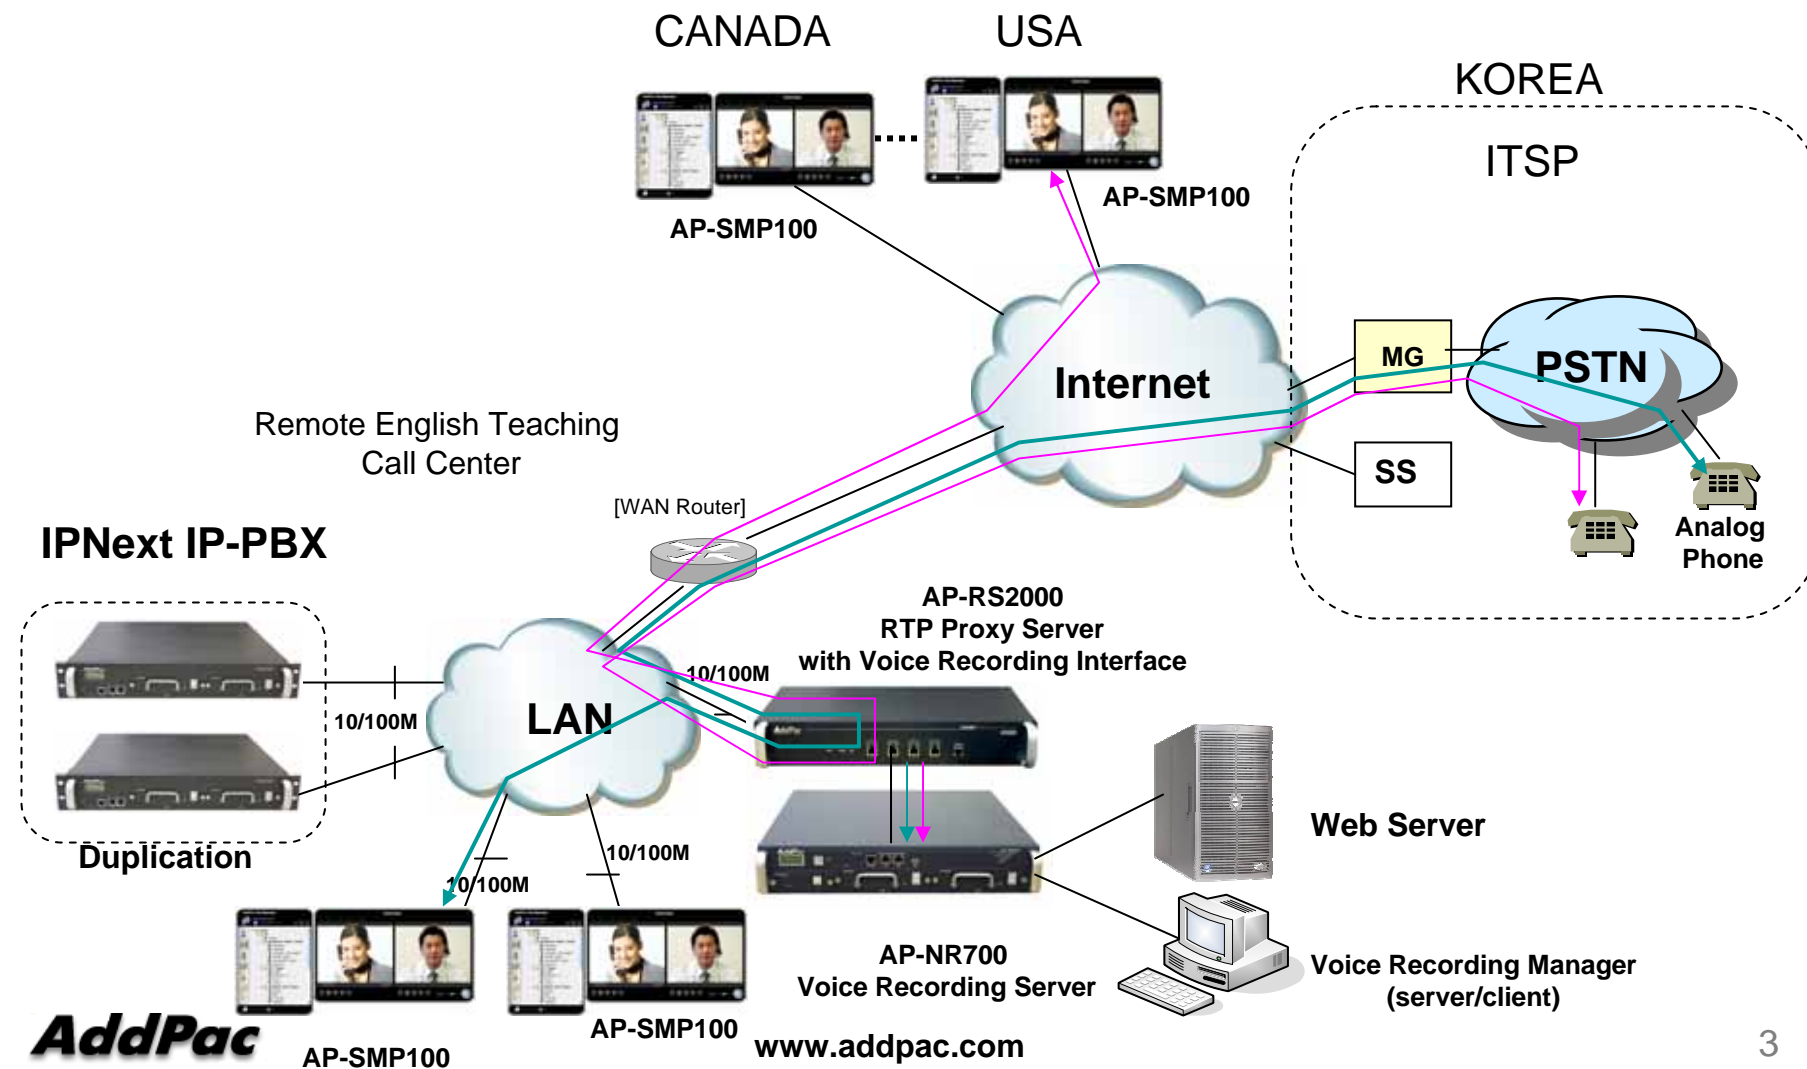 CANADA
USA
KOREA
ITSP
AP-SMP100
AP-SMP100
MG
PSTN
Internet
Remote English Teaching
Call Center
SS
[WAN Router]
IPNext IP-PBX
Analog
Phone
AP-RS2000
RTP Proxy Server
with Voice Recording Interface
10/100M
LAN
10/100M
AddPac
Web Server
Duplication
10/100M
10/100M
AP-NR700
Voice Recording Server
Voice Recording Manager
(server/client)
AddPac
AP-SMP100
AP-SMP100
www.addpac.com
3